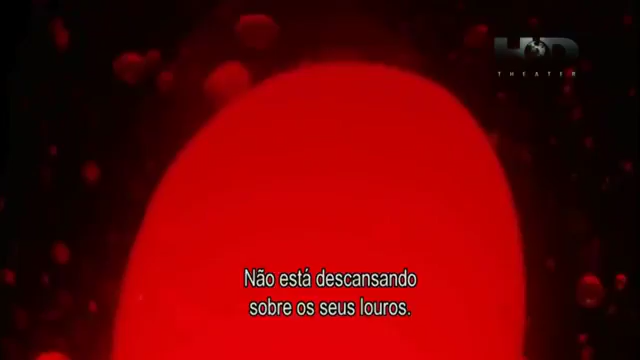 HD
THEATER
Não está descansando
sobre os seus louros.